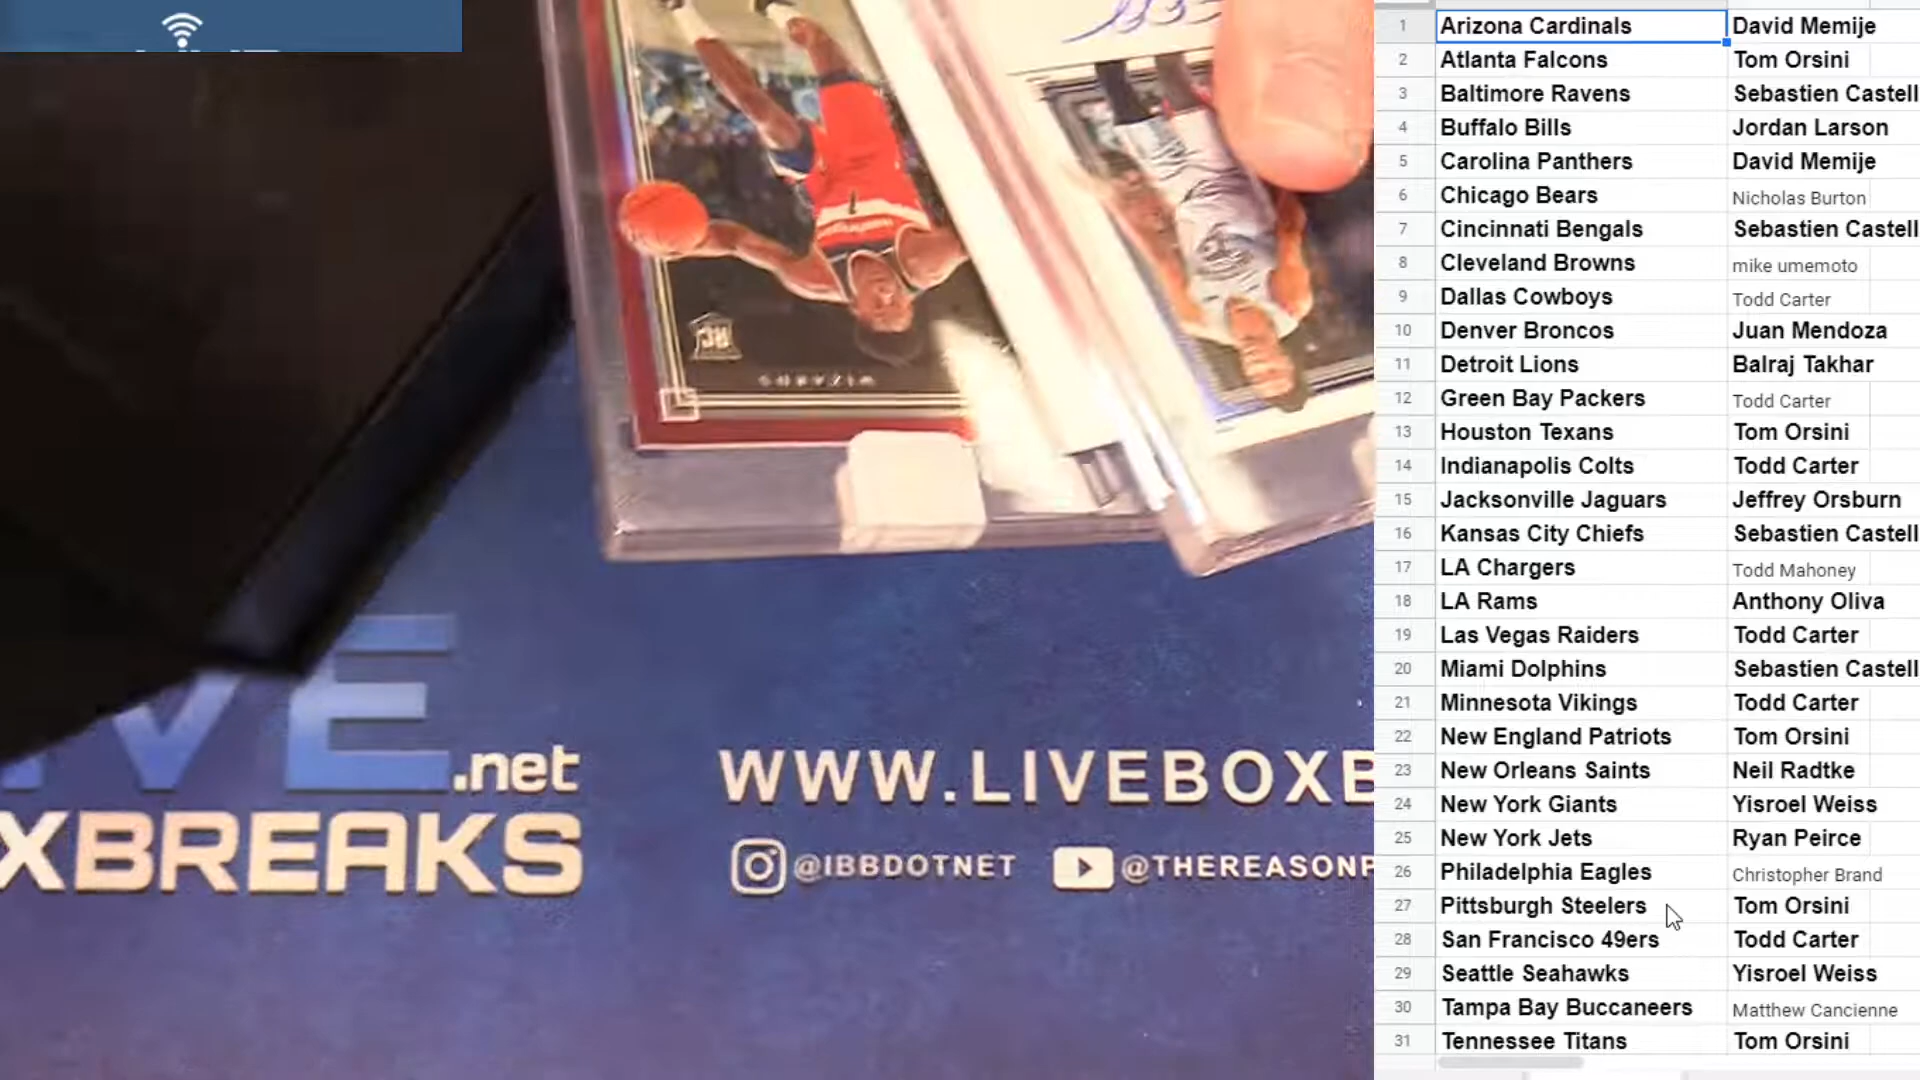 .net
XBREAKS
WWW.LIVEBOXB
@IBBDOTNET @THEREASONP
1 Arizona Cardinals David Memije
2 Atlanta Falcons Tom Orsini
3 Baltimore Ravens Sebastien Castell
4 Buffalo Bills Jordan Larson
5 Carolina Panthers David Memije
6 Chicago Bears Nicholas Burton
7 Cincinnati Bengals Sebastien Castell
8 Cleveland Browns mike umemoto
9 Dallas Cowboys Todd Carter
10 Denver Broncos Juan Mendoza
11 Detroit Lions Balraj Takhar
12 Green Bay Packers Todd Carter
13 Houston Texans Tom Orsini
14 Indianapolis Colts Todd Carter
15 Jacksonville Jaguars Jeffrey Orsburn
16 Kansas City Chiefs Sebastien Castell
17 LA Chargers Todd Mahoney
18 LA Rams Anthony Oliva
19 Las Vegas Raiders Todd Carter
20 Miami Dolphins Sebastien Castell
21 Minnesota Vikings Todd Carter
22 New England Patriots Tom Orsini
23 New Orleans Saints Neil Radtke
24 New York Giants Yisroel Weiss
25 New York Jets Ryan Peirce
26 Philadelphia Eagles Christopher Brand
27 Pittsburgh Steelers Tom Orsini
28 San Francisco 49ers Todd Carter
29 Seattle Seahawks Yisroel Weiss
30 Tampa Bay Buccaneers Matthew Cancienne
31 Tennessee Titans Tom Orsini